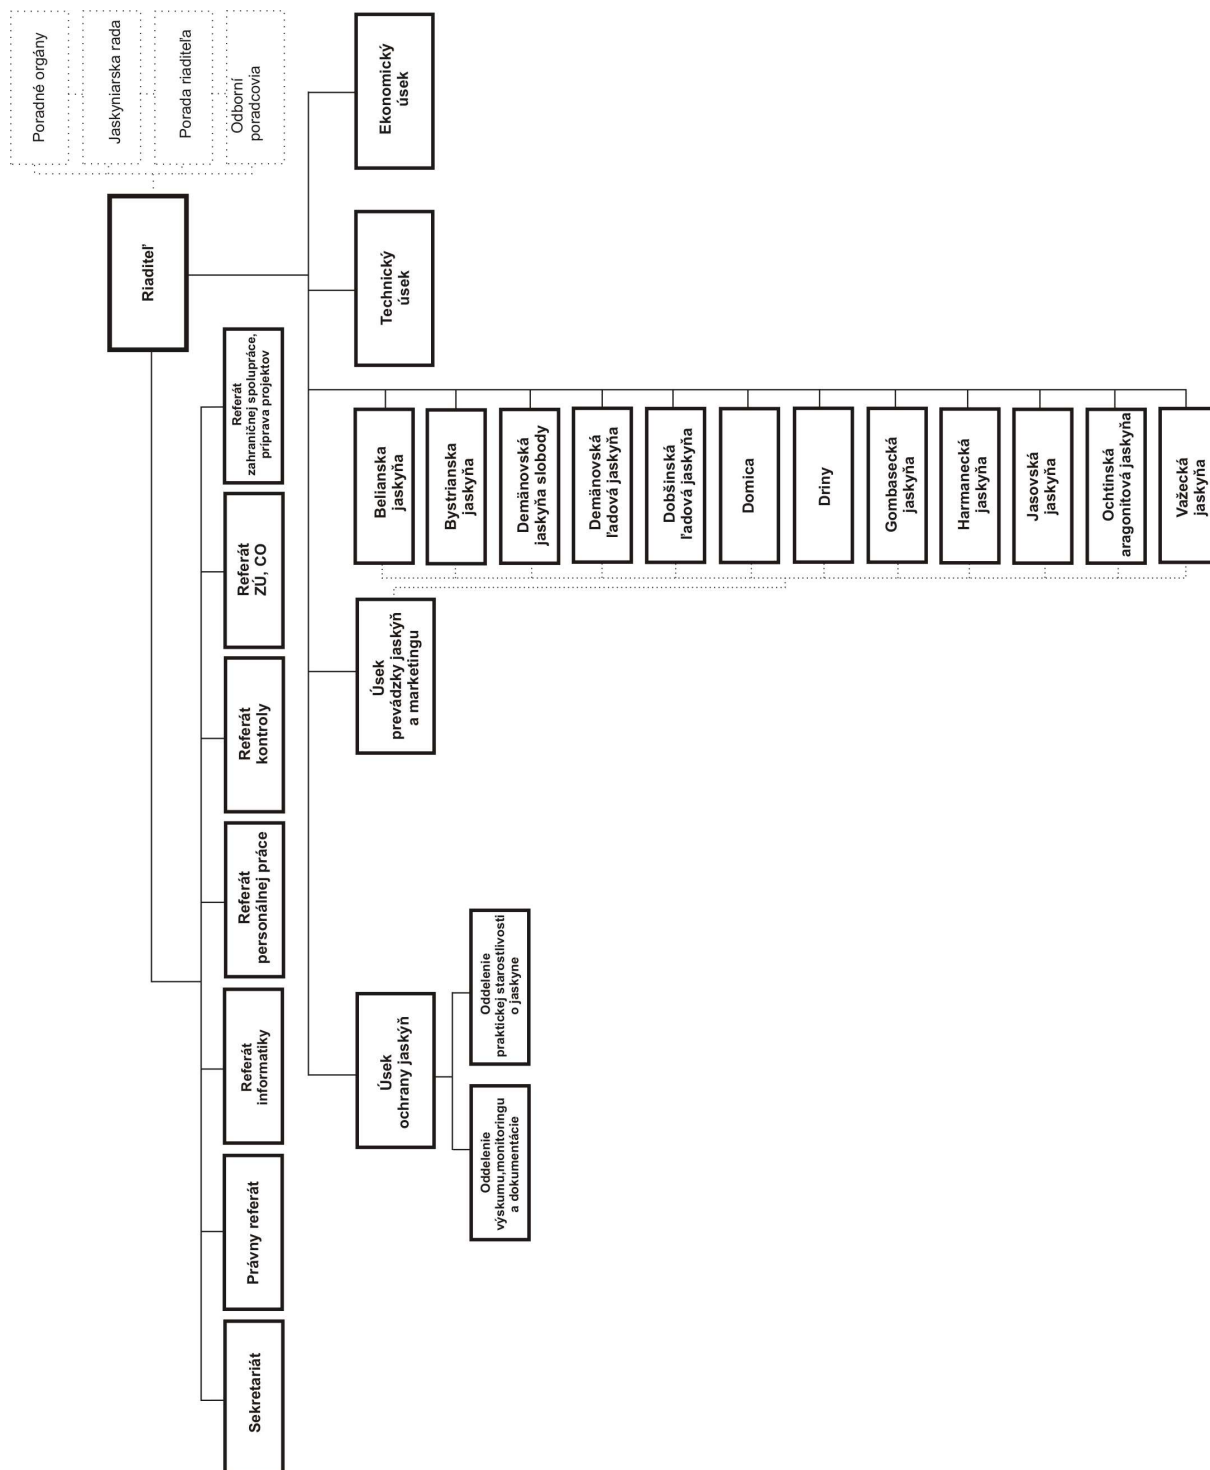 Riaditeľ
Poradné orgány
Jaskyniarska rada
Porada riaditeľa
Odborní
poradcovia
Sekretariát
Právny referát
Referát
informatiky
Referát
personálnej práce
Referát
kontroly
Referát
ZÚ, CO
Referát
zahraničnej spolupráce,
príprava projektov
Úsek
ochrany jaskýň
Úsek
prevádzky jaskýň
a marketingu
Technický
úsek
Ekonomický
úsek
Oddelenie
výskumu,monitoringu
a dokumentácie
Oddelenie
praktickej starostlivosti
o jaskyne
Belianska
jaskyňa
Bystrianska
jaskyňa
Demänovská
jaskyňa slobody
Demänovská
ľadová jaskyňa
Dobšinská
ľadová jaskyňa
Domica
Driny
Gombasecká
jaskyňa
Harmanecká
jaskyňa
Jasovská
jaskyňa
Ochtinská
aragonitová jaskyňa
Važecká
jaskyňa